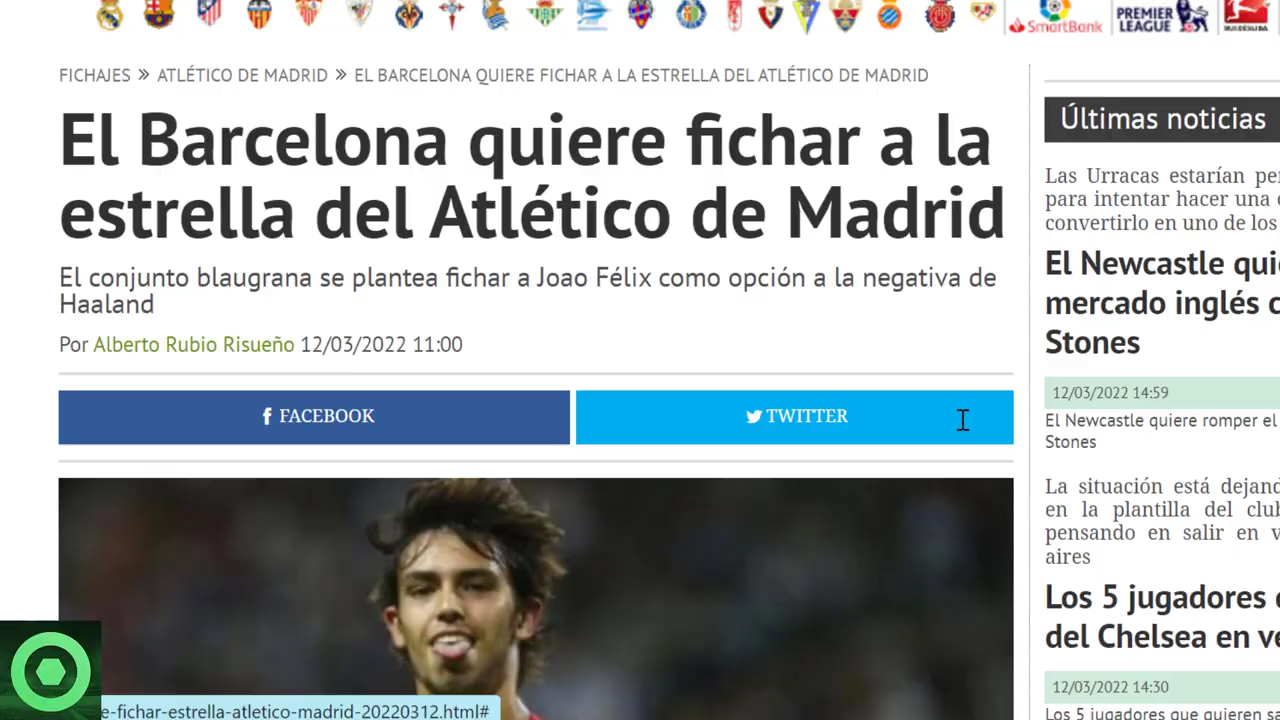 SmartBank
PREMIER
LEAGUE
BUNDESLIGA
FICHAJES » ATLÉTICO DE MADRID » EL BARCELONA QUIERE FICHAR A LA ESTRELLA DEL ATLÉTICO DE MADRID
El Barcelona quiere fichar a la
estrella del Atlético de Madrid
El conjunto blaugrana se plantea fichar a Joao Félix como opción a la negativa de
Haaland
Por Alberto Rubio Risueño 12/03/2022 11:00
FACEBOOK
TWITTER
e-fichar-estrella-atletico-madrid-20220312.html#
Últimas noticias
Las Urracas estarían
para intentar hacer una
convertirlo en uno de los
El Newcastle
mercado inglés
Stones
12/03/2022 14:59
El Newcastle quiere romper el
Stones
La situación está
en la plantilla del
pensando en salir en
aires
Los 5 jugadores
del Chelsea en
12/03/2022 14:30
Los 5 jugadores que quieren